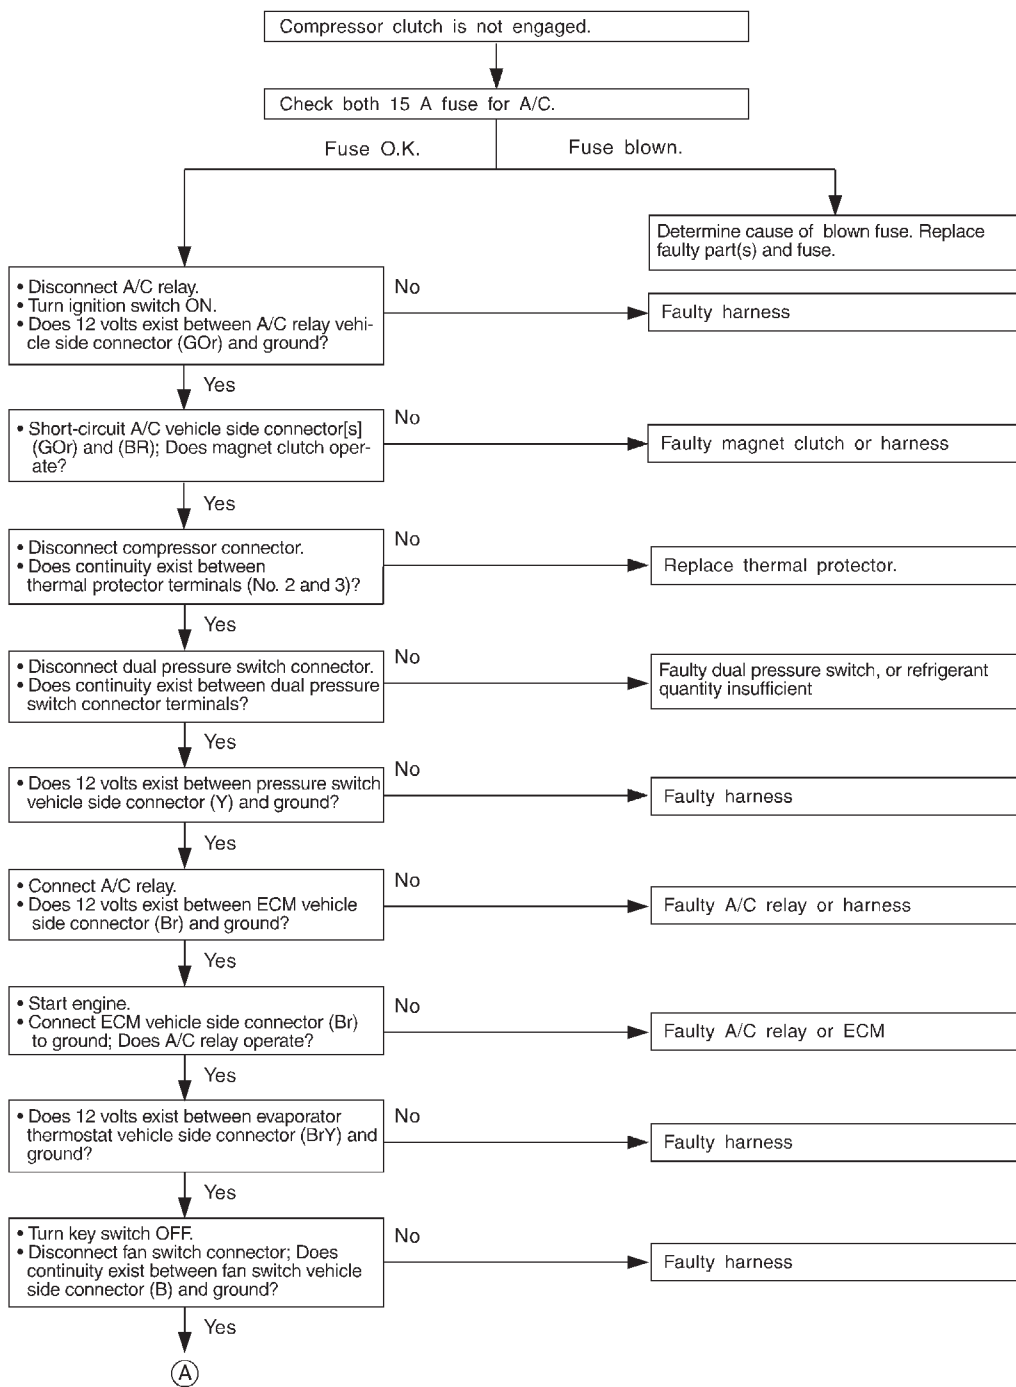 Compressor clutch is not engaged.
Check both 15 A fuse for A/C.
Fuse O.K.
Fuse blown.
Determine cause of blown fuse. Replace
faulty part(s) and fuse.
• Disconnect A/C relay.
• Turn ignition switch ON.
• Does 12 volts exist between A/C relay vehi-
cle side connector (GOr) and ground?
No
Faulty harness
Yes
• Short-circuit A/C vehicle side connector[s]
(GOr) and (BR); Does magnet clutch oper-
ate?
No
Faulty magnet clutch or harness
Yes
• Disconnect compressor connector.
• Does continuity exist between
thermal protector terminals (No. 2 and 3)?
No
Replace thermal protector.
Yes
• Disconnect dual pressure switch connector.
• Does continuity exist between dual pressure
switch connector terminals?
No
Faulty dual pressure switch, or refrigerant
quantity insufficient
Yes
• Does 12 volts exist between pressure switch
vehicle side connector (Y) and ground?
No
Faulty harness
Yes
• Connect A/C relay.
• Does 12 volts exist between ECM vehicle
side connector (Br) and ground?
No
Faulty A/C relay or harness
Yes
• Start engine.
• Connect ECM vehicle side connector (Br)
to ground; Does A/C relay operate?
No
Faulty A/C relay or ECM
Yes
• Does 12 volts exist between evaporator
thermostat vehicle side connector (BrY) and
ground?
No
Faulty harness
Yes
• Turn key switch OFF.
• Disconnect fan switch connector; Does
continuity exist between fan switch vehicle
side connector (B) and ground?
No
Faulty harness
Yes
A